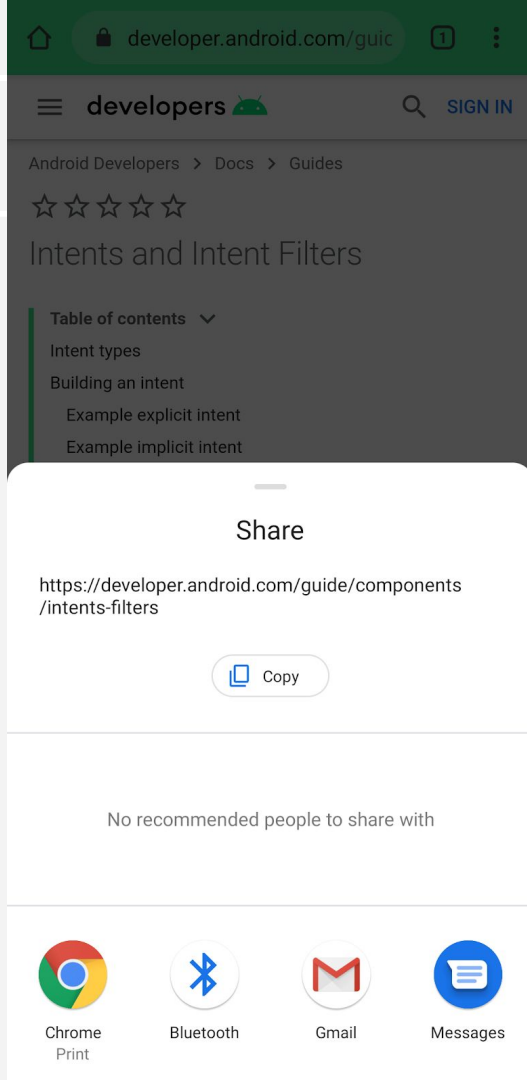 developer.android.com/guic
1
developers
SIGN IN
Android Developers > Docs > Guides
Intents and Intent Filters
Table of contents
Intent types
Building an intent
Example explicit intent
Example implicit intent
Share
https://developer.android.com/guide/components
/intents-filters
Copy
No recommended people to share with
Chrome
Print
Bluetooth
Gmail
Messages